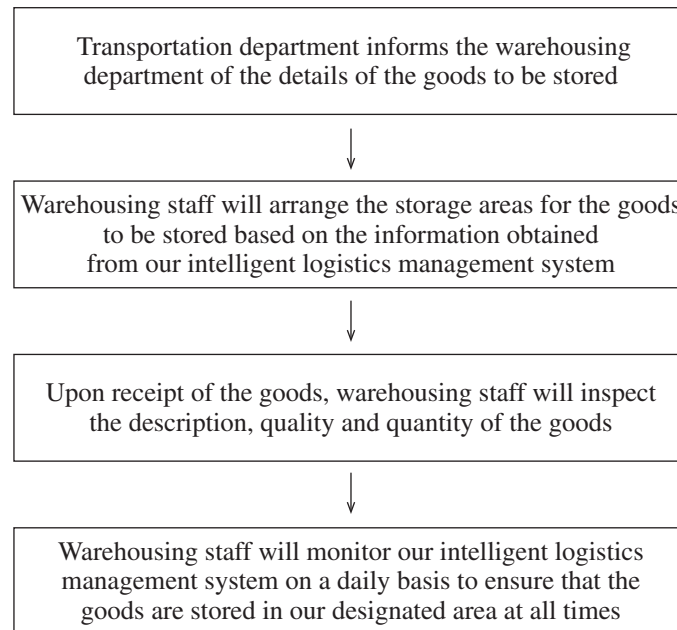 Transportation department informs the warehousing
department of the details of the goods to be stored
Warehousing staff will arrange the storage areas for the goods
to be stored based on the information obtained
from our intelligent logistics management system
Upon receipt of the goods, warehousing staff will inspect
the description, quality and quantity of the goods
Warehousing staff will monitor our intelligent logistics
management system on a daily basis to ensure that the
goods are stored in our designated area at all times